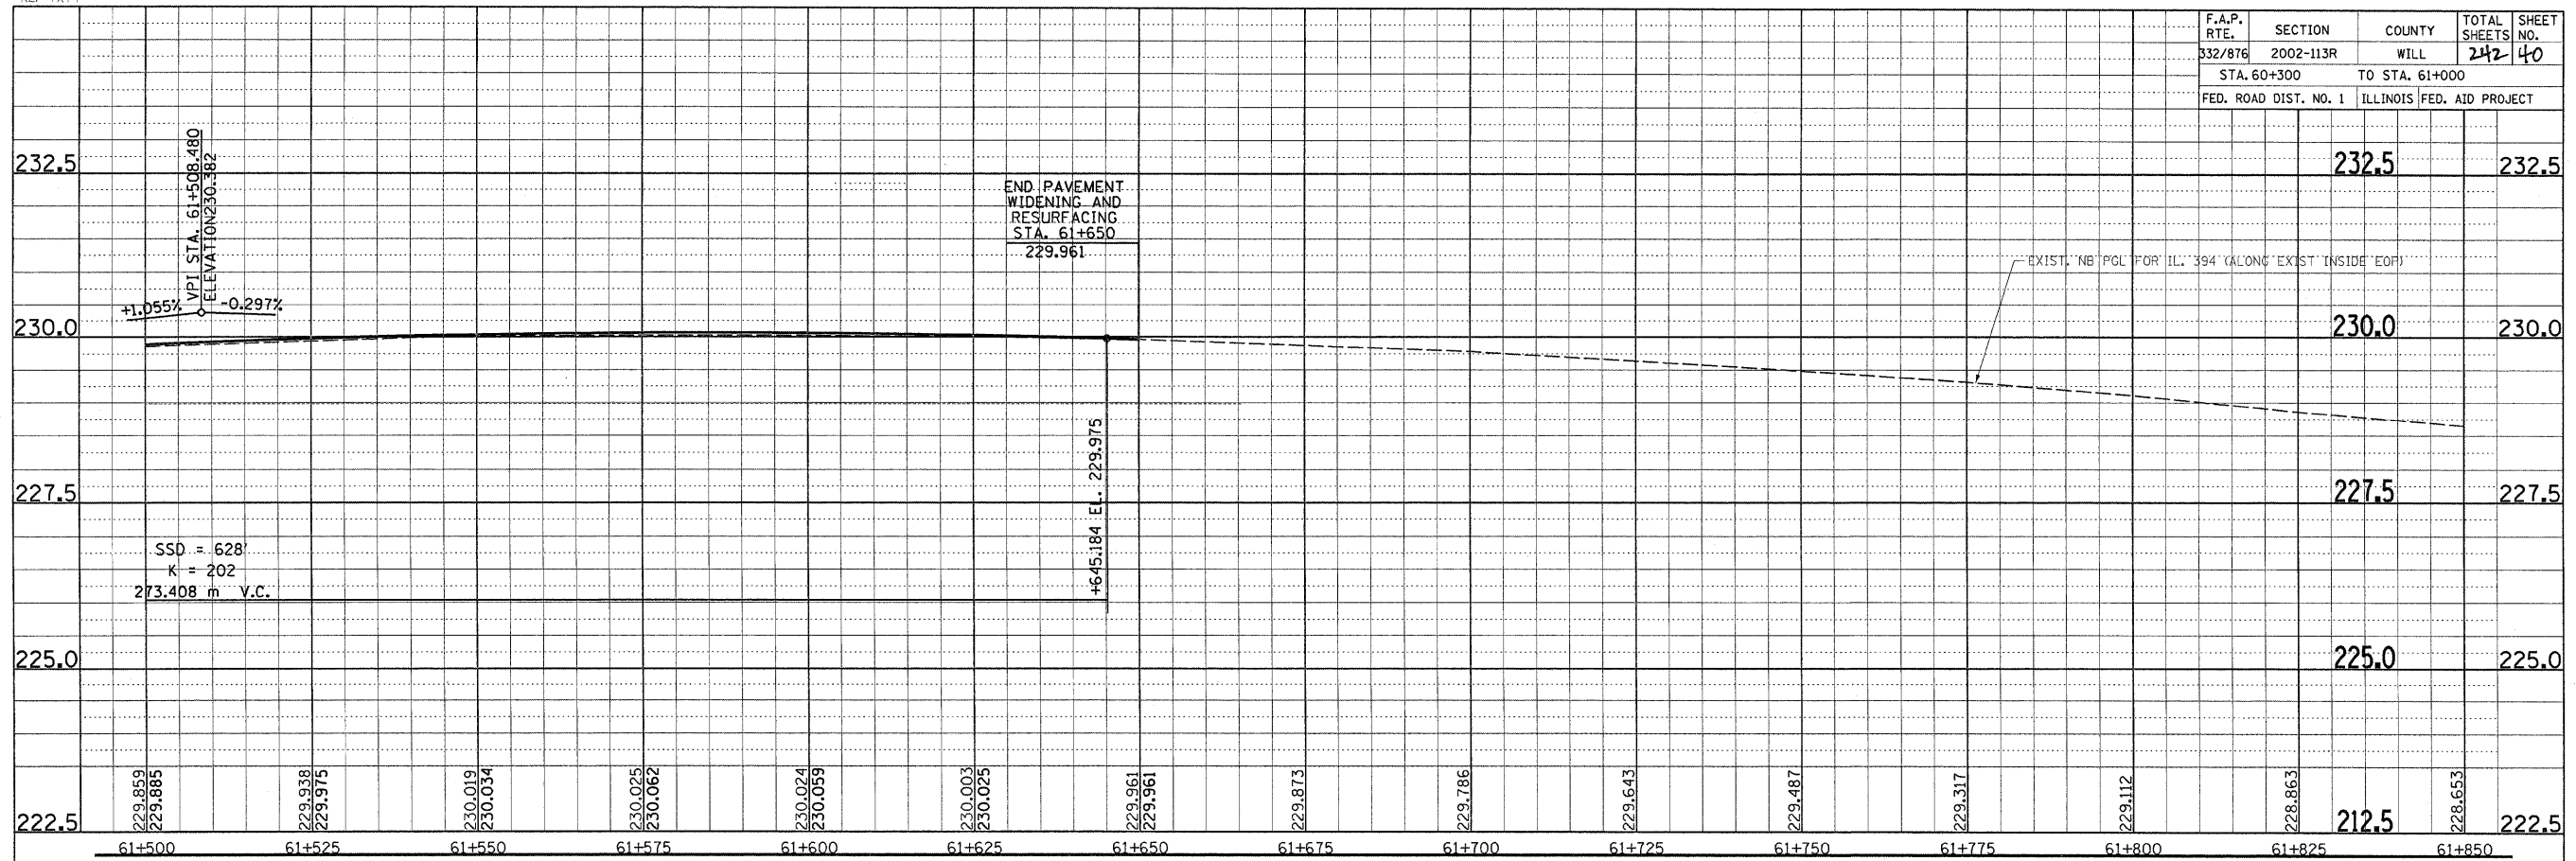 F.A.P. RTE. SECTION COUNTY TOTAL SHEETS SHEET NO.
332/876 2002-113R WILL 242 40
STA. 60+300 TO STA. 61+000
FED. ROAD DIST. NO. 1 ILLINOIS FED. AID PROJECT
VPI STA. 61+508.480
ELEVATION230.382
+1.055% -0.297%
END PAVEMENT
WIDENING AND
RESURFACING
STA. 61+650
229.961
EXIST. NB PGL FOR IL. 394 (ALONG EXIST INSIDE EOP)
232.5 232.5 232.5
230.0 230.0 230.0
227.5 227.5 227.5
+645.184 EL. 229.975
SSD = 628'
K = 202
273.408 m V.C.
225.0 225.0 225.0
222.5 212.5 222.5
229.859 229.938 230.019 230.025 230.024 230.003 229.961 229.873 229.786 229.643 229.487 229.317 229.112 228.863 228.653
229.885 229.975 230.034 230.062 230.059 230.025 229.961
61+500 61+525 61+550 61+575 61+600 61+625 61+650 61+675 61+700 61+725 61+750 61+775 61+800 61+825 61+850